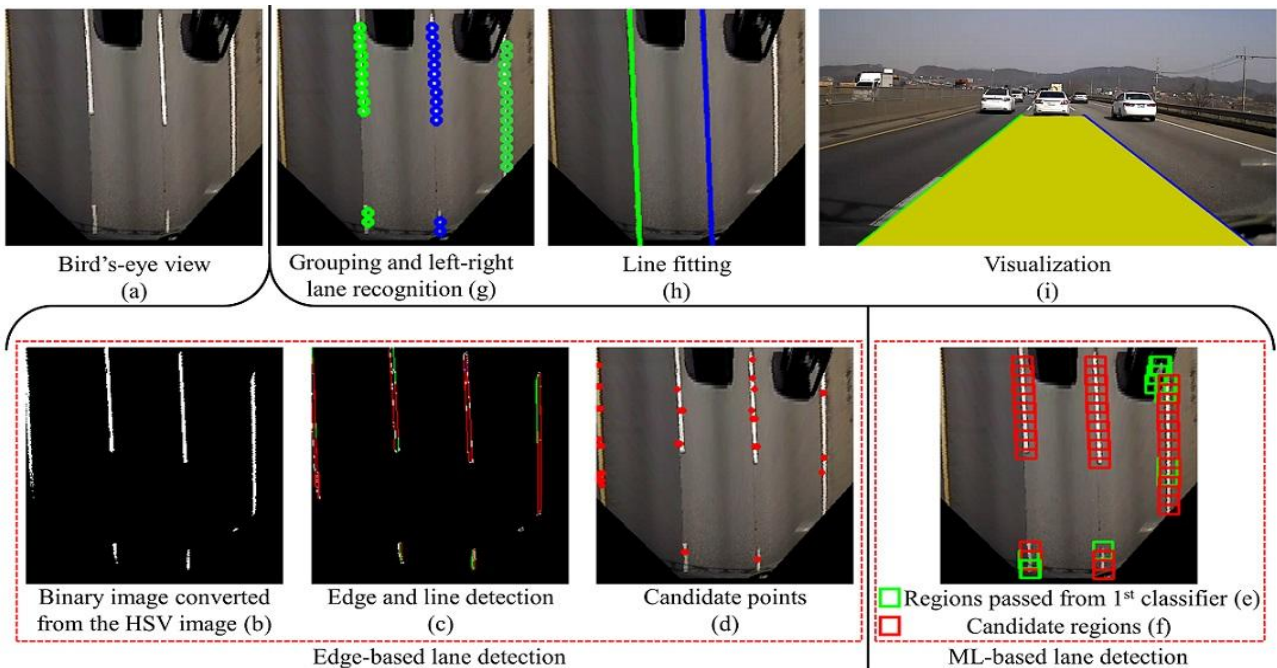 Bird's-eye view
(a)
Grouping and left-right
lane recognition (g)
Line fitting
(h)
Visualization
(i)
Binary image converted
from the HSV image (b)
Edge and line detection
(c)
Candidate points
(d)
Regions passed from 1st classifier (e)
Candidate regions (f)
Edge-based lane detection
ML-based lane detection